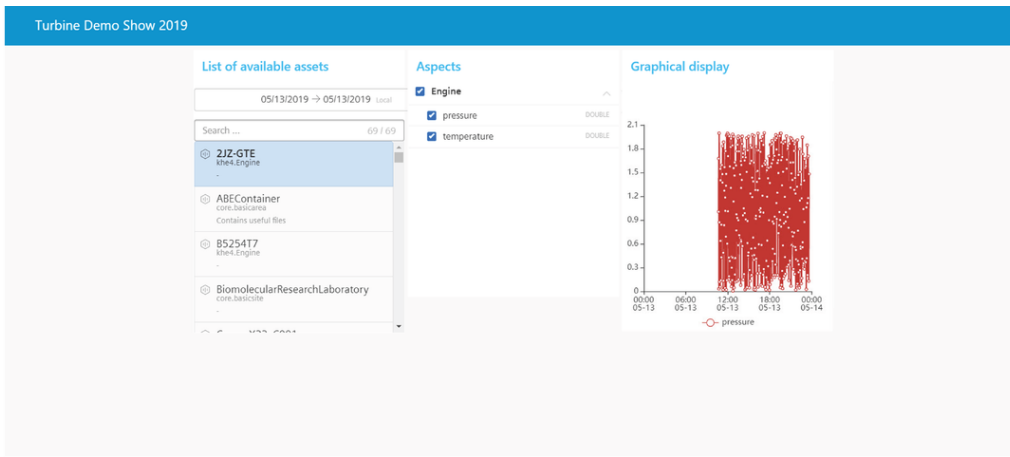 Turbine Demo Show 2019
List of available assets
05/13/2019 → 05/13/2019 Local
Search ... 69 / 69
2JZ-GTE
khe4.Engine
-
ABEContainer
core.basicarea
Contains useful files
B5254T7
khe4.Engine
-
BiomolecularResearchLaboratory
core.basicsite
-
Aspects
Engine
pressure DOUBLE
temperature DOUBLE
Graphical display
2.1
1.8
1.5
1.2
0.9
0.6
0.3
0
00:00 06:00 12:00 18:00 00:00
05-13 05-13 05-13 05-13 05-14
pressure